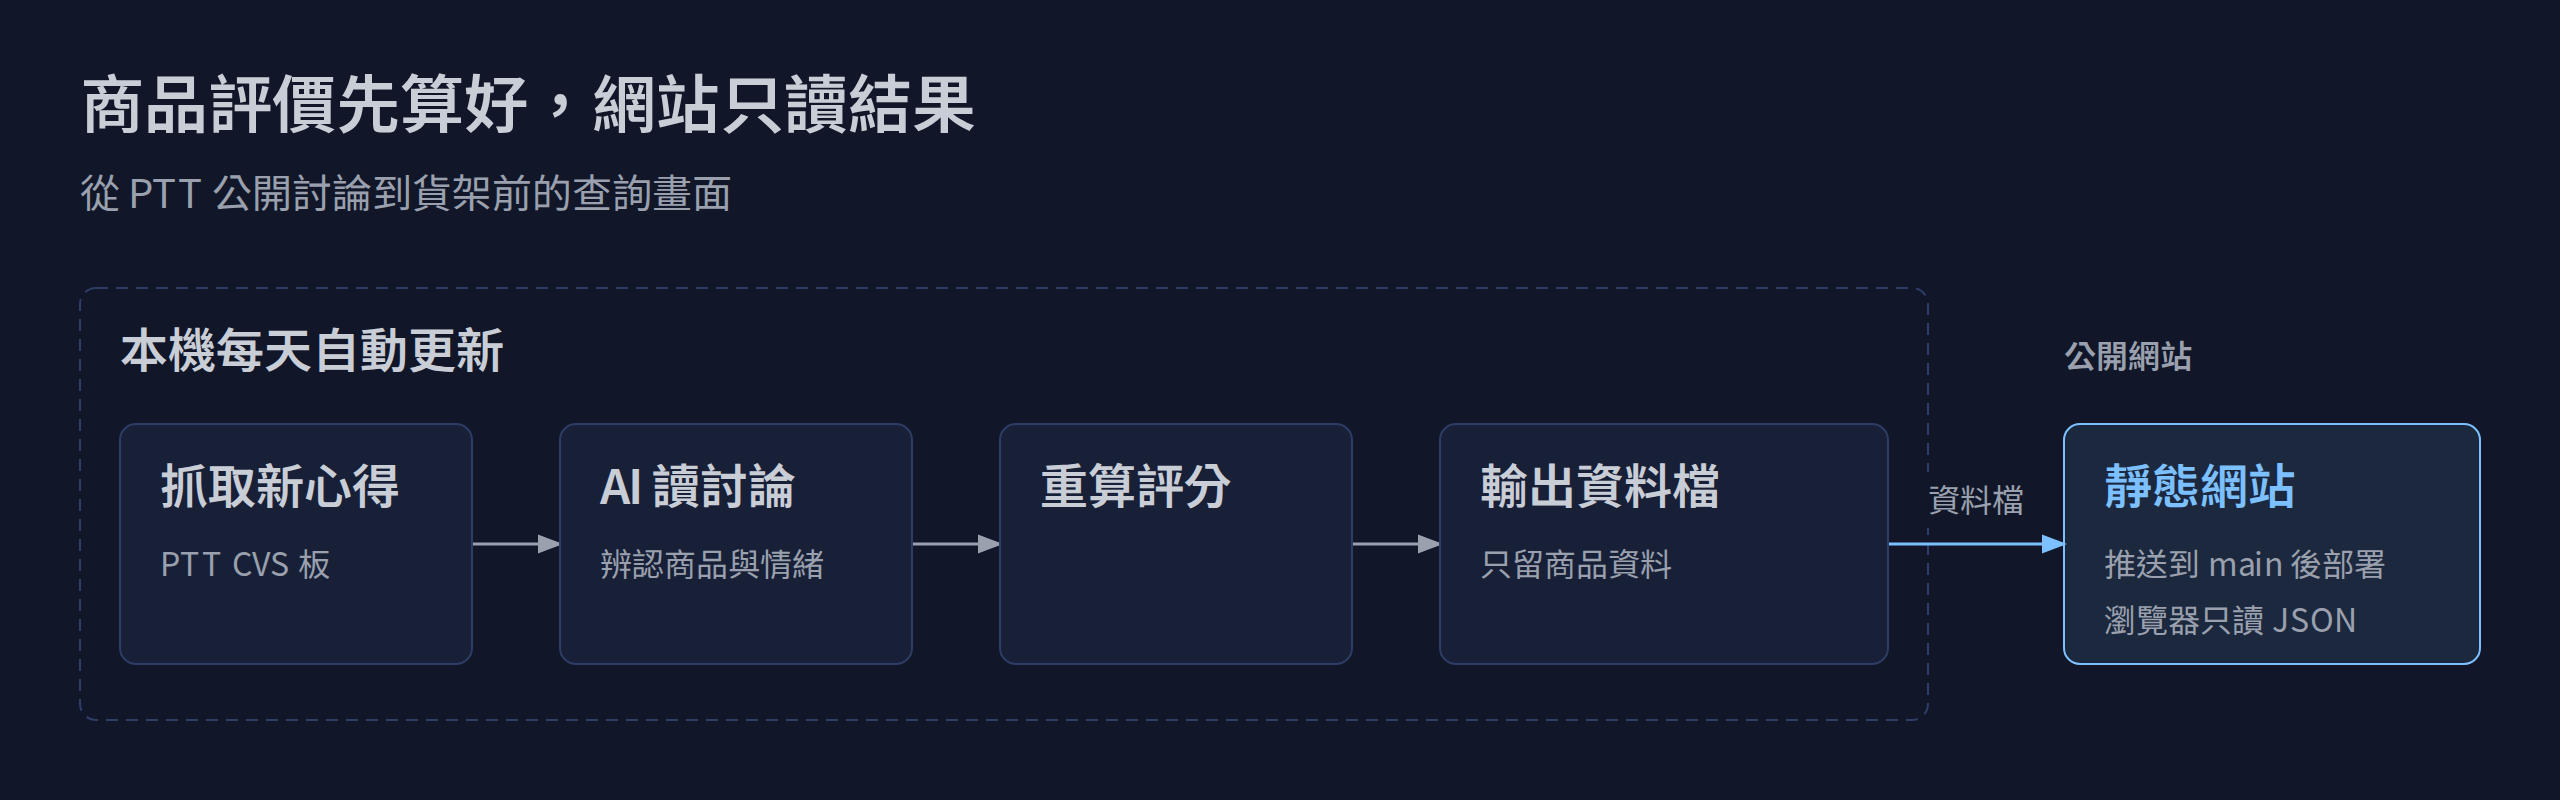 商品評價先算好，網站只讀結果
從 PTT 公開討論到貨架前的查詢畫面
本機每天自動更新
公開網站
抓取新心得
PTT CVS 板
AI 讀討論
辨認商品與情緒
重算評分
輸出資料檔
只留商品資料
資料檔
靜態網站
推送到 main 後部署
瀏覽器只讀 JSON